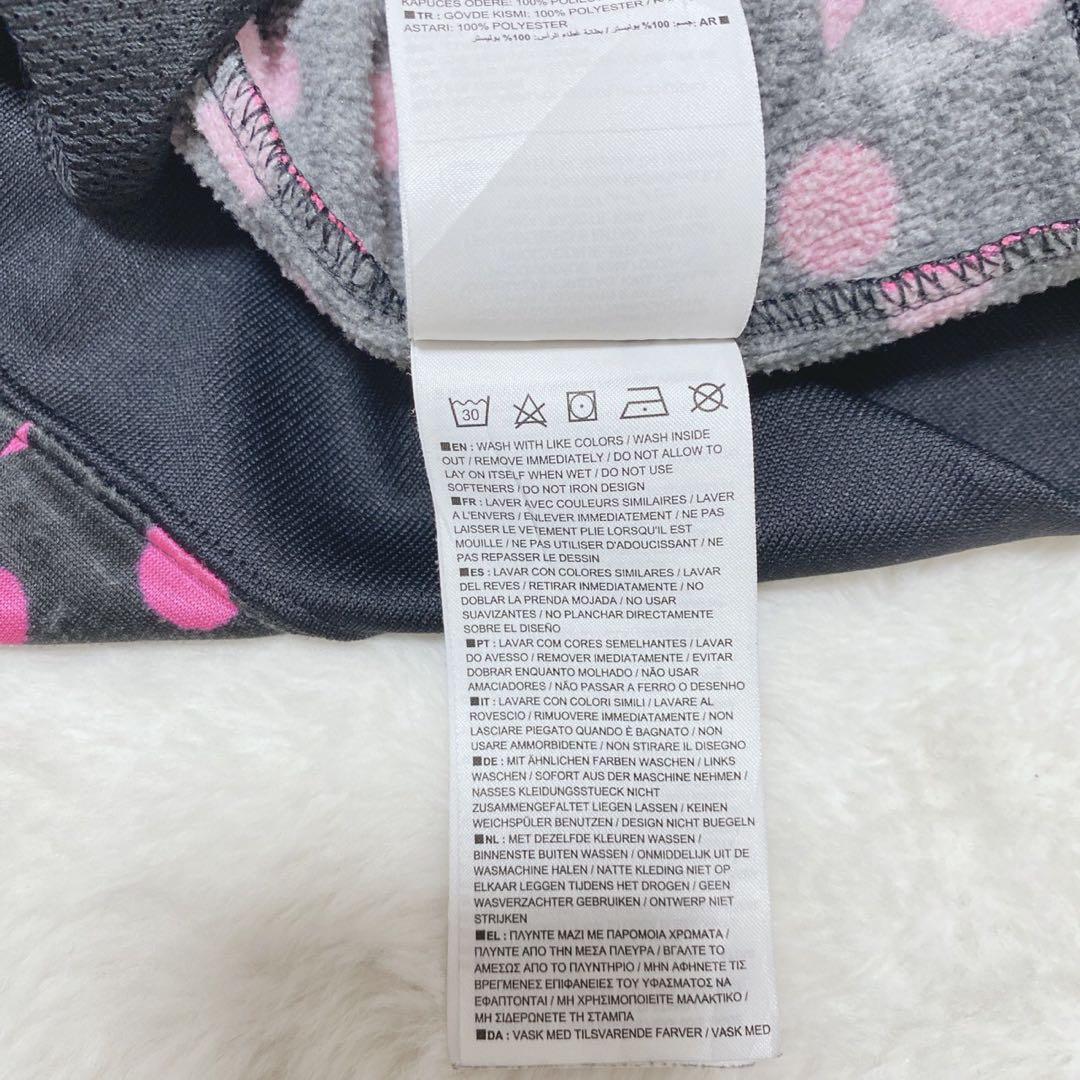 KAPUCES ODERE: 100% POLIES
■TR: GÖVDE KISMI: 100% POLYESTER /
ASTARI: 100% POLYESTER
AR: جسم: 100% بوليستر / بطانة غطاء الرأس: 100% بوليستر
30
■EN: WASH WITH LIKE COLORS / WASH INSIDE
OUT / REMOVE IMMEDIATELY / DO NOT ALLOW TO
LAY ON ITSELF WHEN WET / DO NOT USE
SOFTENERS / DO NOT IRON DESIGN
■FR: LAVER AVEC COULEURS SIMILAIRES / LAVER
A L'ENVERS / ENLEVER IMMEDIATEMENT / NE PAS
LAISSER LE VETEMENT PLIE LORSQU'IL EST
MOUILLE / NE PAS UTILISER D'ADOUCISSANT / NE
PAS REPASSER LE DESSIN
■ES: LAVAR CON COLORES SIMILARES / LAVAR
DEL REVES / RETIRAR INMEDIATAMENTE / NO
DOBLAR LA PRENDA MOJADA / NO USAR
SUAVIZANTES / NO PLANCHAR DIRECTAMENTE
SOBRE EL DISEÑO
■PT: LAVAR COM CORES SEMELHANTES / LAVAR
DO AVESSO / REMOVER IMEDIATAMENTE / EVITAR
DOBRAR ENQUANTO MOLHADO / NÃO USAR
AMACIADORES / NÃO PASSAR A FERRO O DESENHO
■IT: LAVARE CON COLORI SIMILI / LAVARE AL
ROVESCIO / RIMUOVERE IMMEDIATAMENTE / NON
LASCIARE PIEGATO QUANDO È BAGNATO / NON
USARE AMMORBIDENTE / NON STIRARE IL DISEGNO
■DE: MIT ÄHNLICHEN FARBEN WASCHEN / LINKS
WASCHEN / SOFORT AUS DER MASCHINE NEHMEN /
NASSES KLEIDUNGSSTUECK NICHT
ZUSAMMENGEFALTET LIEGEN LASSEN / KEINEN
WEICHSPÜLER BENUTZEN / DESIGN NICHT BUEGELN
■NL: MET DEZELFDE KLEUREN WASSEN /
BINNENSTE BUITEN WASSEN / ONMIDDELIJK UIT DE
WASMACHINE HALEN / NATTE KLEDING NIET OP
ELKAAR LEGGEN TIJDENS HET DROGEN / GEEN
WASVERZACHTER GEBRUIKEN / ONTWERP NIET
STRIJKEN
■EL: ΠΛΥΝΤΕ ΜΑΖΙ ΜΕ ΠΑΡΟΜΟΙΑ ΧΡΩΜΑΤΑ /
ΠΛΥΝΤΕ ΑΠΟ ΤΗΝ ΜΕΣΑ ΠΛΕΥΡΑ / ΒΓΑΛΤΕ ΤΟ
ΑΜΕΣΩΣ ΑΠΟ ΤΟ ΠΛΥΝΤΗΡΙΟ / ΜΗΝ ΑΦΗΝΕΤΕ ΤΙΣ
ΒΡΕΓΜΕΝΕΣ ΕΠΙΦΑΝΕΙΕΣ ΤΟΥ ΥΦΑΣΜΑΤΟΣ ΝΑ
ΕΦΑΠΤΟΝΤΑΙ / ΜΗ ΧΡΗΣΙΜΟΠΟΙΕΙΤΕ ΜΑΛΑΚΤΙΚΟ /
ΜΗ ΣΙΔΕΡΩΝΕΤΕ ΤΗ ΣΤΑΜΠΑ
■DA: VASK MED TILSVARENDE FARVER / VASK MED